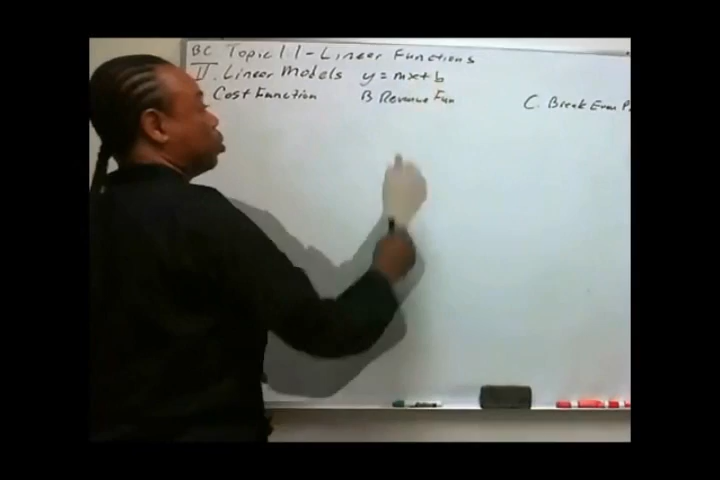 BC Topic 1.1 - Linear Functions
II. Linear Models y = mx + b
Cost Function B Revenue Fun C. Break Even P